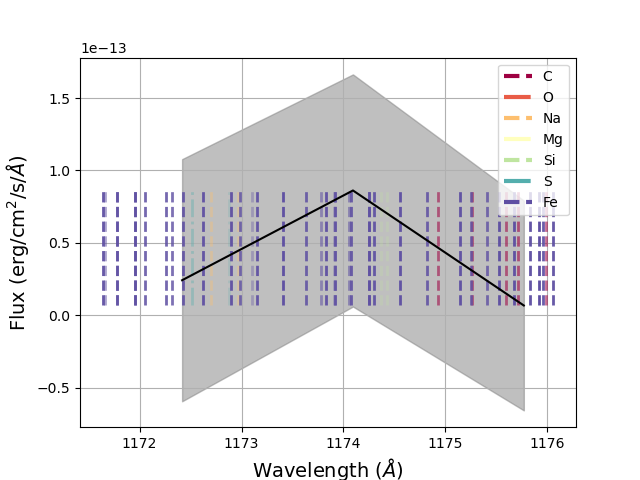 1e−13
1.5
1.0
0.5
0.0
−0.5
Flux (erg/cm²/s/Å)
1172
1173
1174
1175
1176
Wavelength (Å)
C
O
Na
Mg
Si
S
Fe